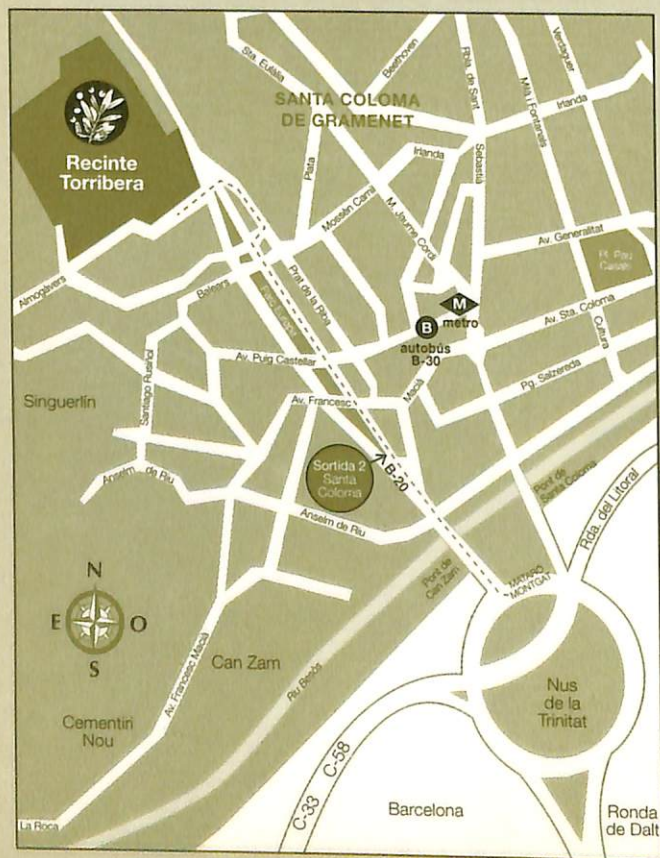 Sta. Eulàlia
Beethoven
Rbla. de Sant
Sebastià
Milà i Fontanals
Verdaguer
Irlanda
SANTA COLOMA
DE GRAMENET
Recinte
Torribera
Plata
Irlanda
Mossèn Camil
M. Jaume Cordi
Av. Generalitat
Pl. Pau
Casals
Almogàvers
Balears
Parc Europa
Prat de la Riba
M
metro
B
autobús
B-30
Av. Sta. Coloma
Cultura
Av. Puig Castellar
Macià
Pg. Salzereda
Santiago Rusiñol
Singuerlín
Av. Francesc
Sortida 2
Santa
Coloma
B-20
Anselm de Riu
Anselm de Riu
Pont de
Santa Coloma
Rda. del Litoral
Pont de
Can Zam
MATARÓ
MONTGAT
N
E
O
S
Av. Francesc Macià
Can Zam
Riu Besòs
Cementiri
Nou
Nus
de la
Trinitat
C-58
C-33
Barcelona
Ronda
de Dalt
La Roca